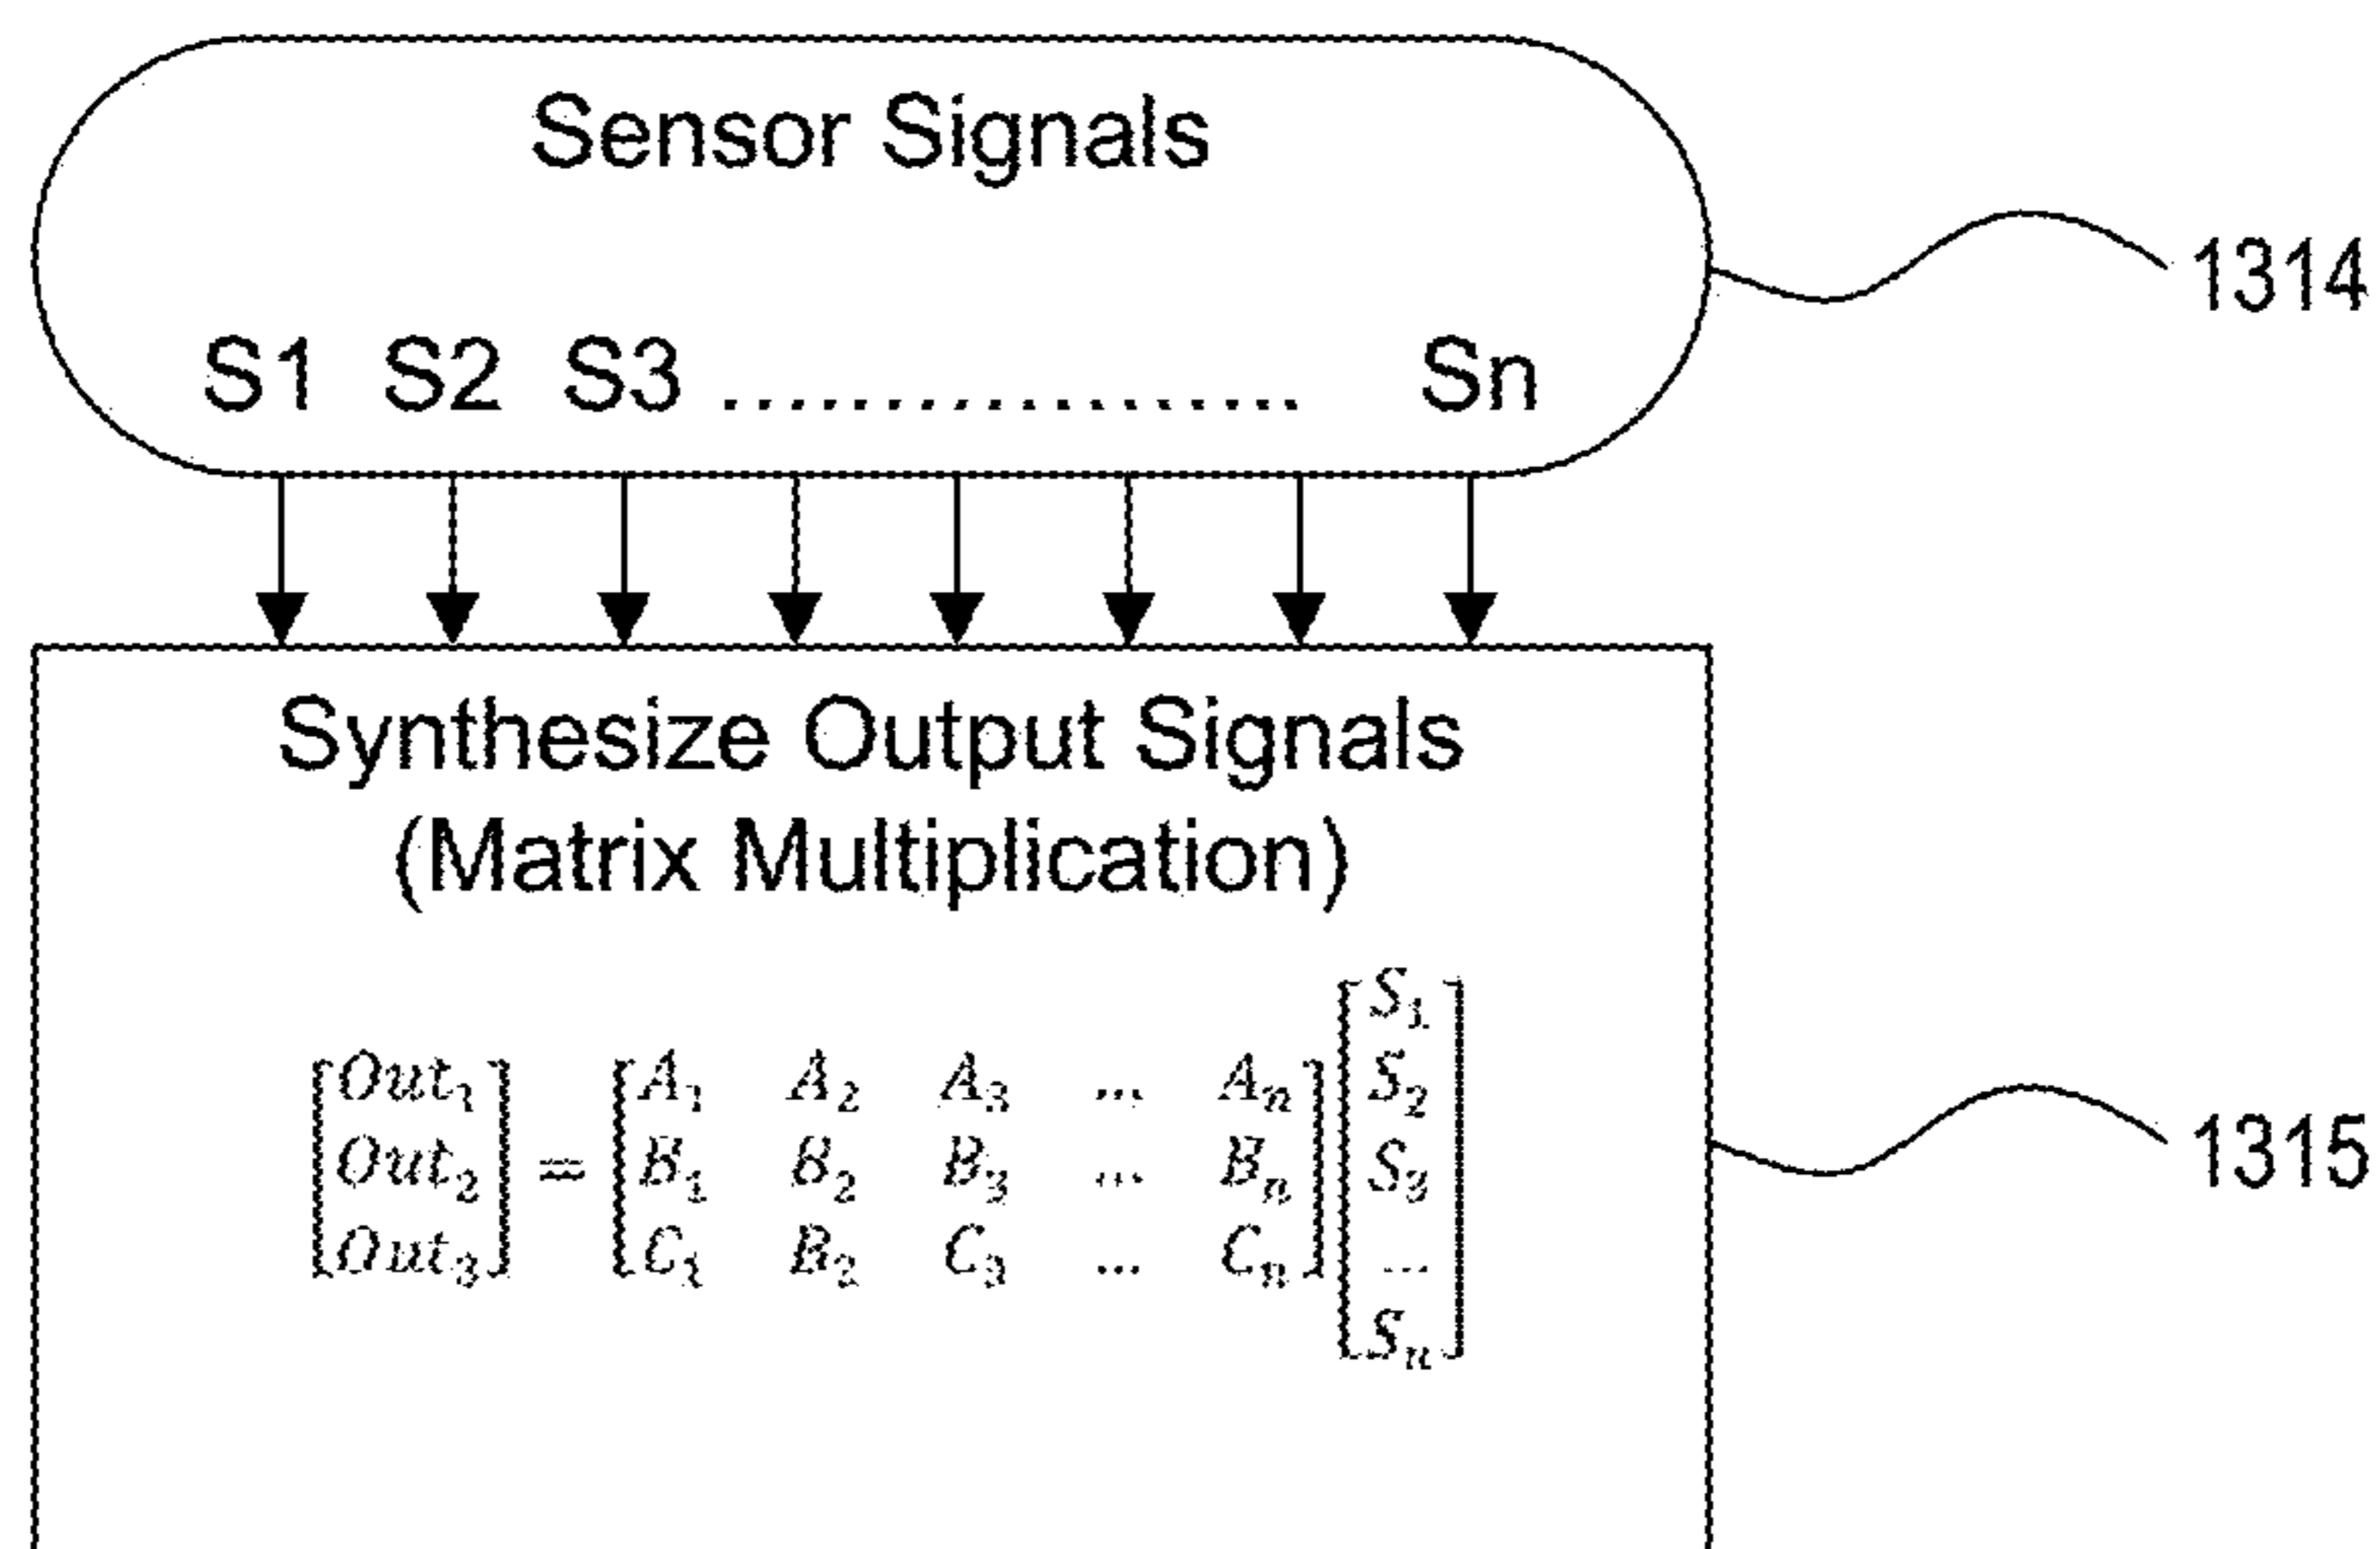 Sensor Signals
1314
S1 S2 S3 .................. Sn
Synthesize Output Signals
(Matrix Multiplication)
S₁
Out₁ A₁ A₂ A₃ ... Aₙ S₂
Out₂ = B₁ B₂ B₃ ... Bₙ S₃
1315
Out₃ C₁ B₂ C₃ ... Cₙ ...
Sₙ